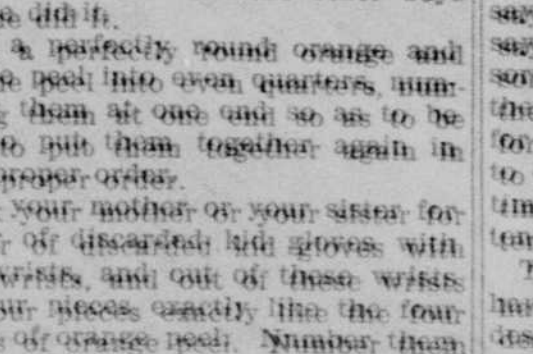 did it.
a perfectly round orange and
peel into even quarters, num-
them at one end so as to be
to put them together again in
proper order.
your mother or your sister for
of discarded kid gloves with
wrists, and out of these wrists
pieces exactly like the four
of orange peel. Number them